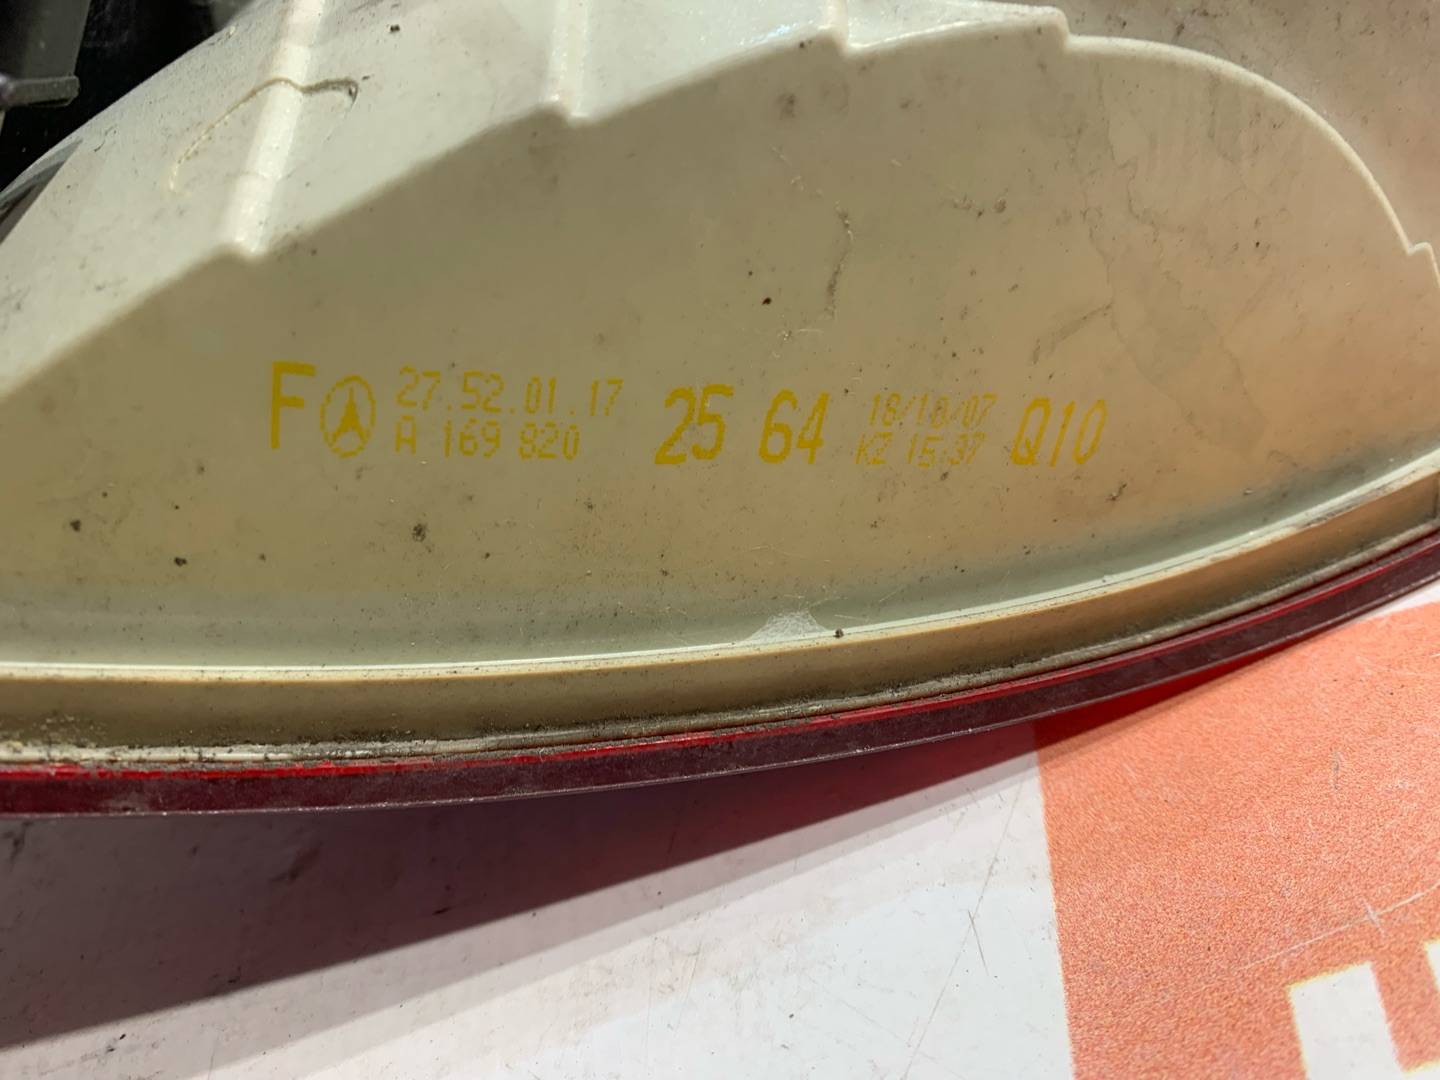 F 27.52.01.17 25 64 18/10/07 Q10
A 169 820 KZ 15:37